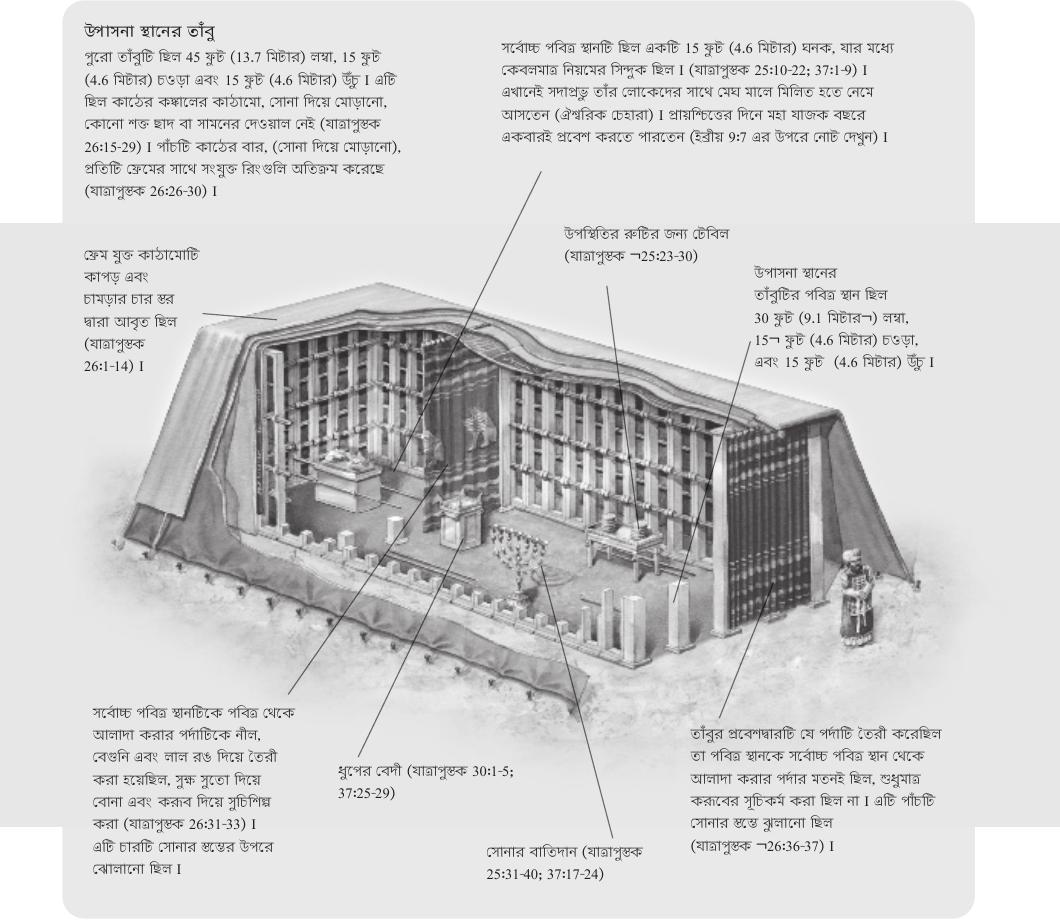 উপাসনা স্থানের তাঁবু
পুরো তাঁবুটি ছিল 45 ফুট (13.7 মিটার) লম্বা, 15 ফুট
(4.6 মিটার) চওড়া এবং 15 ফুট (4.6 মিটার) উঁচু I এটি
ছিল কাঠের কঙ্কালের কাঠামো, সোনা দিয়ে মোড়ানো,
কোনো শক্ত ছাদ বা সামনের দেওয়াল নেই (যাত্রাপুস্তক
26:15-29) I পাঁচটি কাঠের বার, (সোনা দিয়ে মোড়ানো),
প্রতিটি ফ্রেমের সাথে সংযুক্ত রিংগুলি অতিক্রম করেছে
(যাত্রাপুস্তক 26:26-30) I
সর্বোচ্চ পবিত্র স্থানটি ছিল একটি 15 ফুট (4.6 মিটার) ঘনক, যার মধ্যে
কেবলমাত্র নিয়মের সিন্দুক ছিল I (যাত্রাপুস্তক 25:10-22; 37:1-9) I
এখানেই সদাপ্রভু তাঁর লোকেদের সাথে মেঘ মালে মিলিত হতে নেমে
আসতেন (ঐশ্বরিক চেহারা) I প্রায়শ্চিত্তের দিনে মহা যাজক বছরে
একবারই প্রবেশ করতে পারতেন (ইব্রীয় 9:7 এর উপরে নোট দেখুন) I
ফ্রেম যুক্ত কাঠামোটি
কাপড় এবং
চামড়ার চার স্তর
দ্বারা আবৃত ছিল
(যাত্রাপুস্তক
26:1-14) I
উপস্থিতির রুটির জন্য টেবিল
(যাত্রাপুস্তক ¬25:23-30)
উপাসনা স্থানের
তাঁবুটির পবিত্র স্থান ছিল
30 ফুট (9.1 মিটার¬) লম্বা,
15¬ ফুট (4.6 মিটার) চওড়া,
এবং 15 ফুট (4.6 মিটার) উঁচু I
সর্বোচ্চ পবিত্র স্থানটিকে পবিত্র থেকে
আলাদা করার পর্দাটিকে নীল,
বেগুনি এবং লাল রঙ দিয়ে তৈরী
করা হয়েছিল, সুক্ষ সুতো দিয়ে
বোনা এবং করূব দিয়ে সুচিশিল্প
করা (যাত্রাপুস্তক 26:31-33) I
এটি চারটি সোনার স্তম্ভের উপরে
ঝোলানো ছিল I
ধুপের বেদী (যাত্রাপুস্তক 30:1-5;
37:25-29)
সোনার বাতিদান (যাত্রাপুস্তক
25:31-40; 37:17-24)
তাঁবুর প্রবেশদ্বারটি যে পর্দাটি তৈরী করেছিল
তা পবিত্র স্থানকে সর্বোচ্চ পবিত্র স্থান থেকে
আলাদা করার পর্দার মতনই ছিল, শুধুমাত্র
করূবের সূচিকর্ম করা ছিল না I এটি পাঁচটি
সোনার স্তম্ভে ঝুলানো ছিল
(যাত্রাপুস্তক ¬26:36-37) I